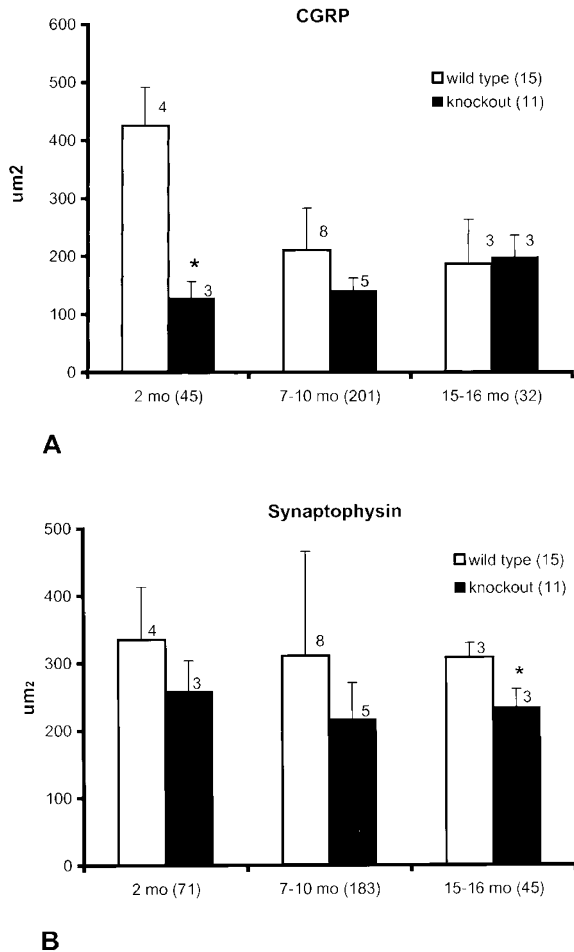 CGRP
600
500
400
300
200
100
0
um2
wild type (15)
knockout (11)
4
*
3
8
5
3 3
2 mo (45) 7-10 mo (201) 15-16 mo (32)
A
Synaptophysin
500
400
300
200
100
0
um2
wild type (15)
knockout (11)
4
3
8
5
3
*
3
2 mo (71) 7-10 mo (183) 15-16 mo (45)
B